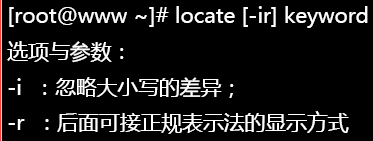 [root@www ~]# locate [-ir] keyword
选项与参数：
-i  ：忽略大小写的差异；
-r  ：后面可接正规表示法的显示方式